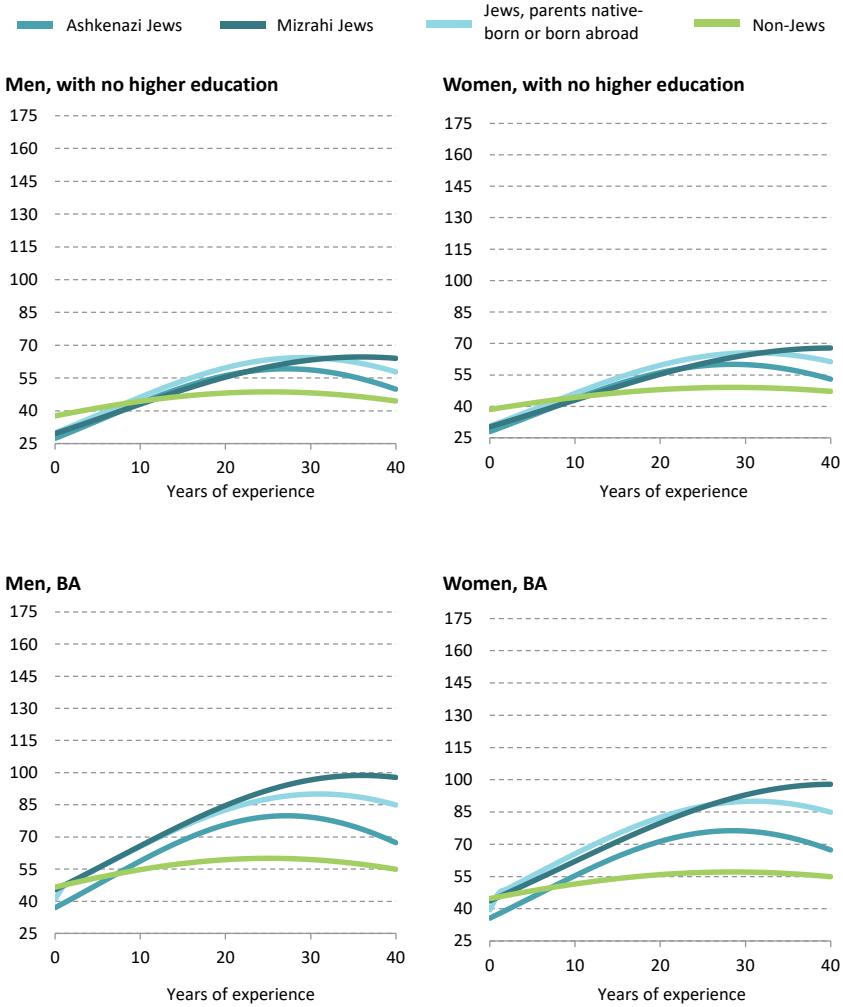 Ashkenazi Jews
Mizrahi Jews
Jews, parents native-
born or born abroad
Non-Jews
Men, with no higher education
175
160
145
130
115
100
85
70
55
40
25
0 10 20 30 40
Years of experience
Women, with no higher education
175
160
145
130
115
100
85
70
55
40
25
0 10 20 30 40
Years of experience
Men, BA
175
160
145
130
115
100
85
70
55
40
25
0 10 20 30 40
Years of experience
Women, BA
175
160
145
130
115
100
85
70
55
40
25
0 10 20 30 40
Years of experience